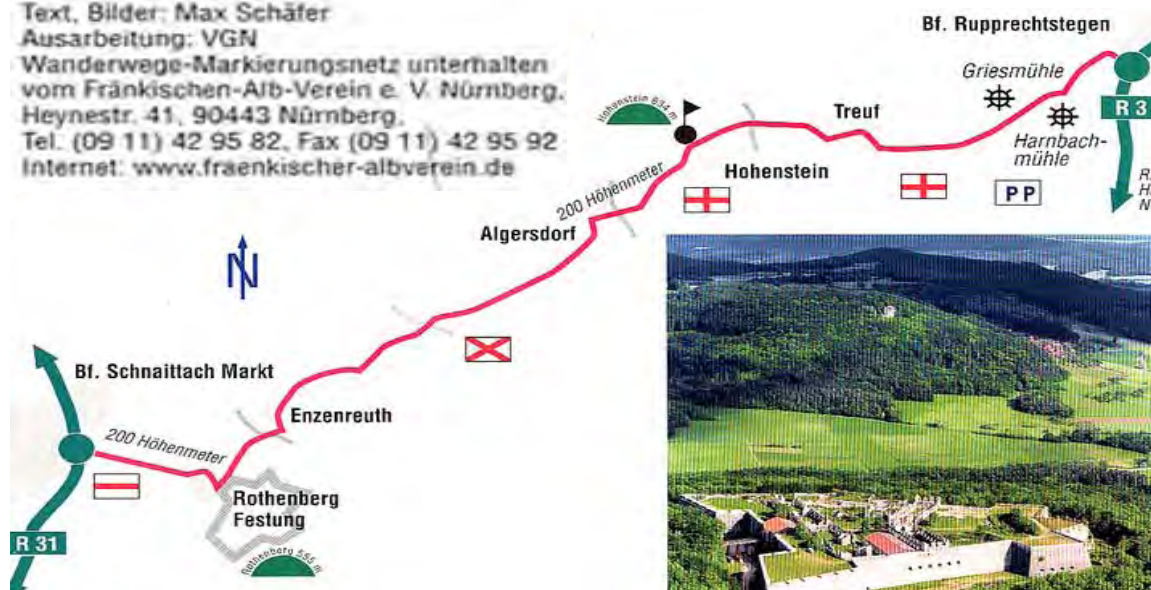 Text, Bilder: Max Schäfer
Ausarbeitung: VGN
Wanderwege-Markierungsnetz unterhalten
vom Fränkischen-Alb-Verein e. V. Nürnberg,
Heynestr. 41, 90443 Nürnberg,
Tel. (09 11) 42 95 82, Fax (09 11) 42 95 92
Internet: www.fraenkischer-albverein.de
Bf. Rupprechtstegen
Griesmühle
R 3
Harnbach-
mühle
PP
Treuf
Hohenstein 634 m
Hohenstein
200 Höhenmeter
Algersdorf
N
Bf. Schnaittach Markt
Enzenreuth
200 Höhenmeter
Rothenberg
Festung
Rothenberg 555 m
R 31